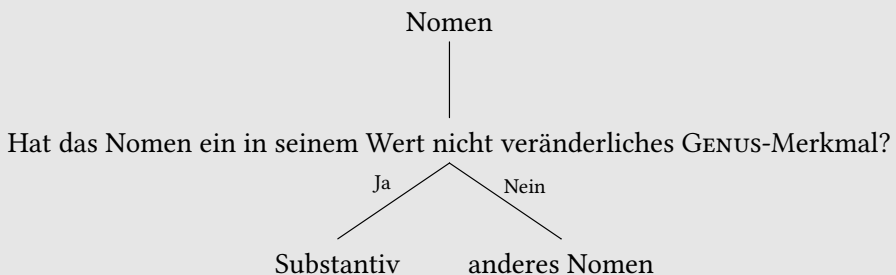 Nomen
Hat das Nomen ein in seinem Wert nicht veränderliches Genus-Merkmal?
Ja Nein
Substantiv anderes Nomen